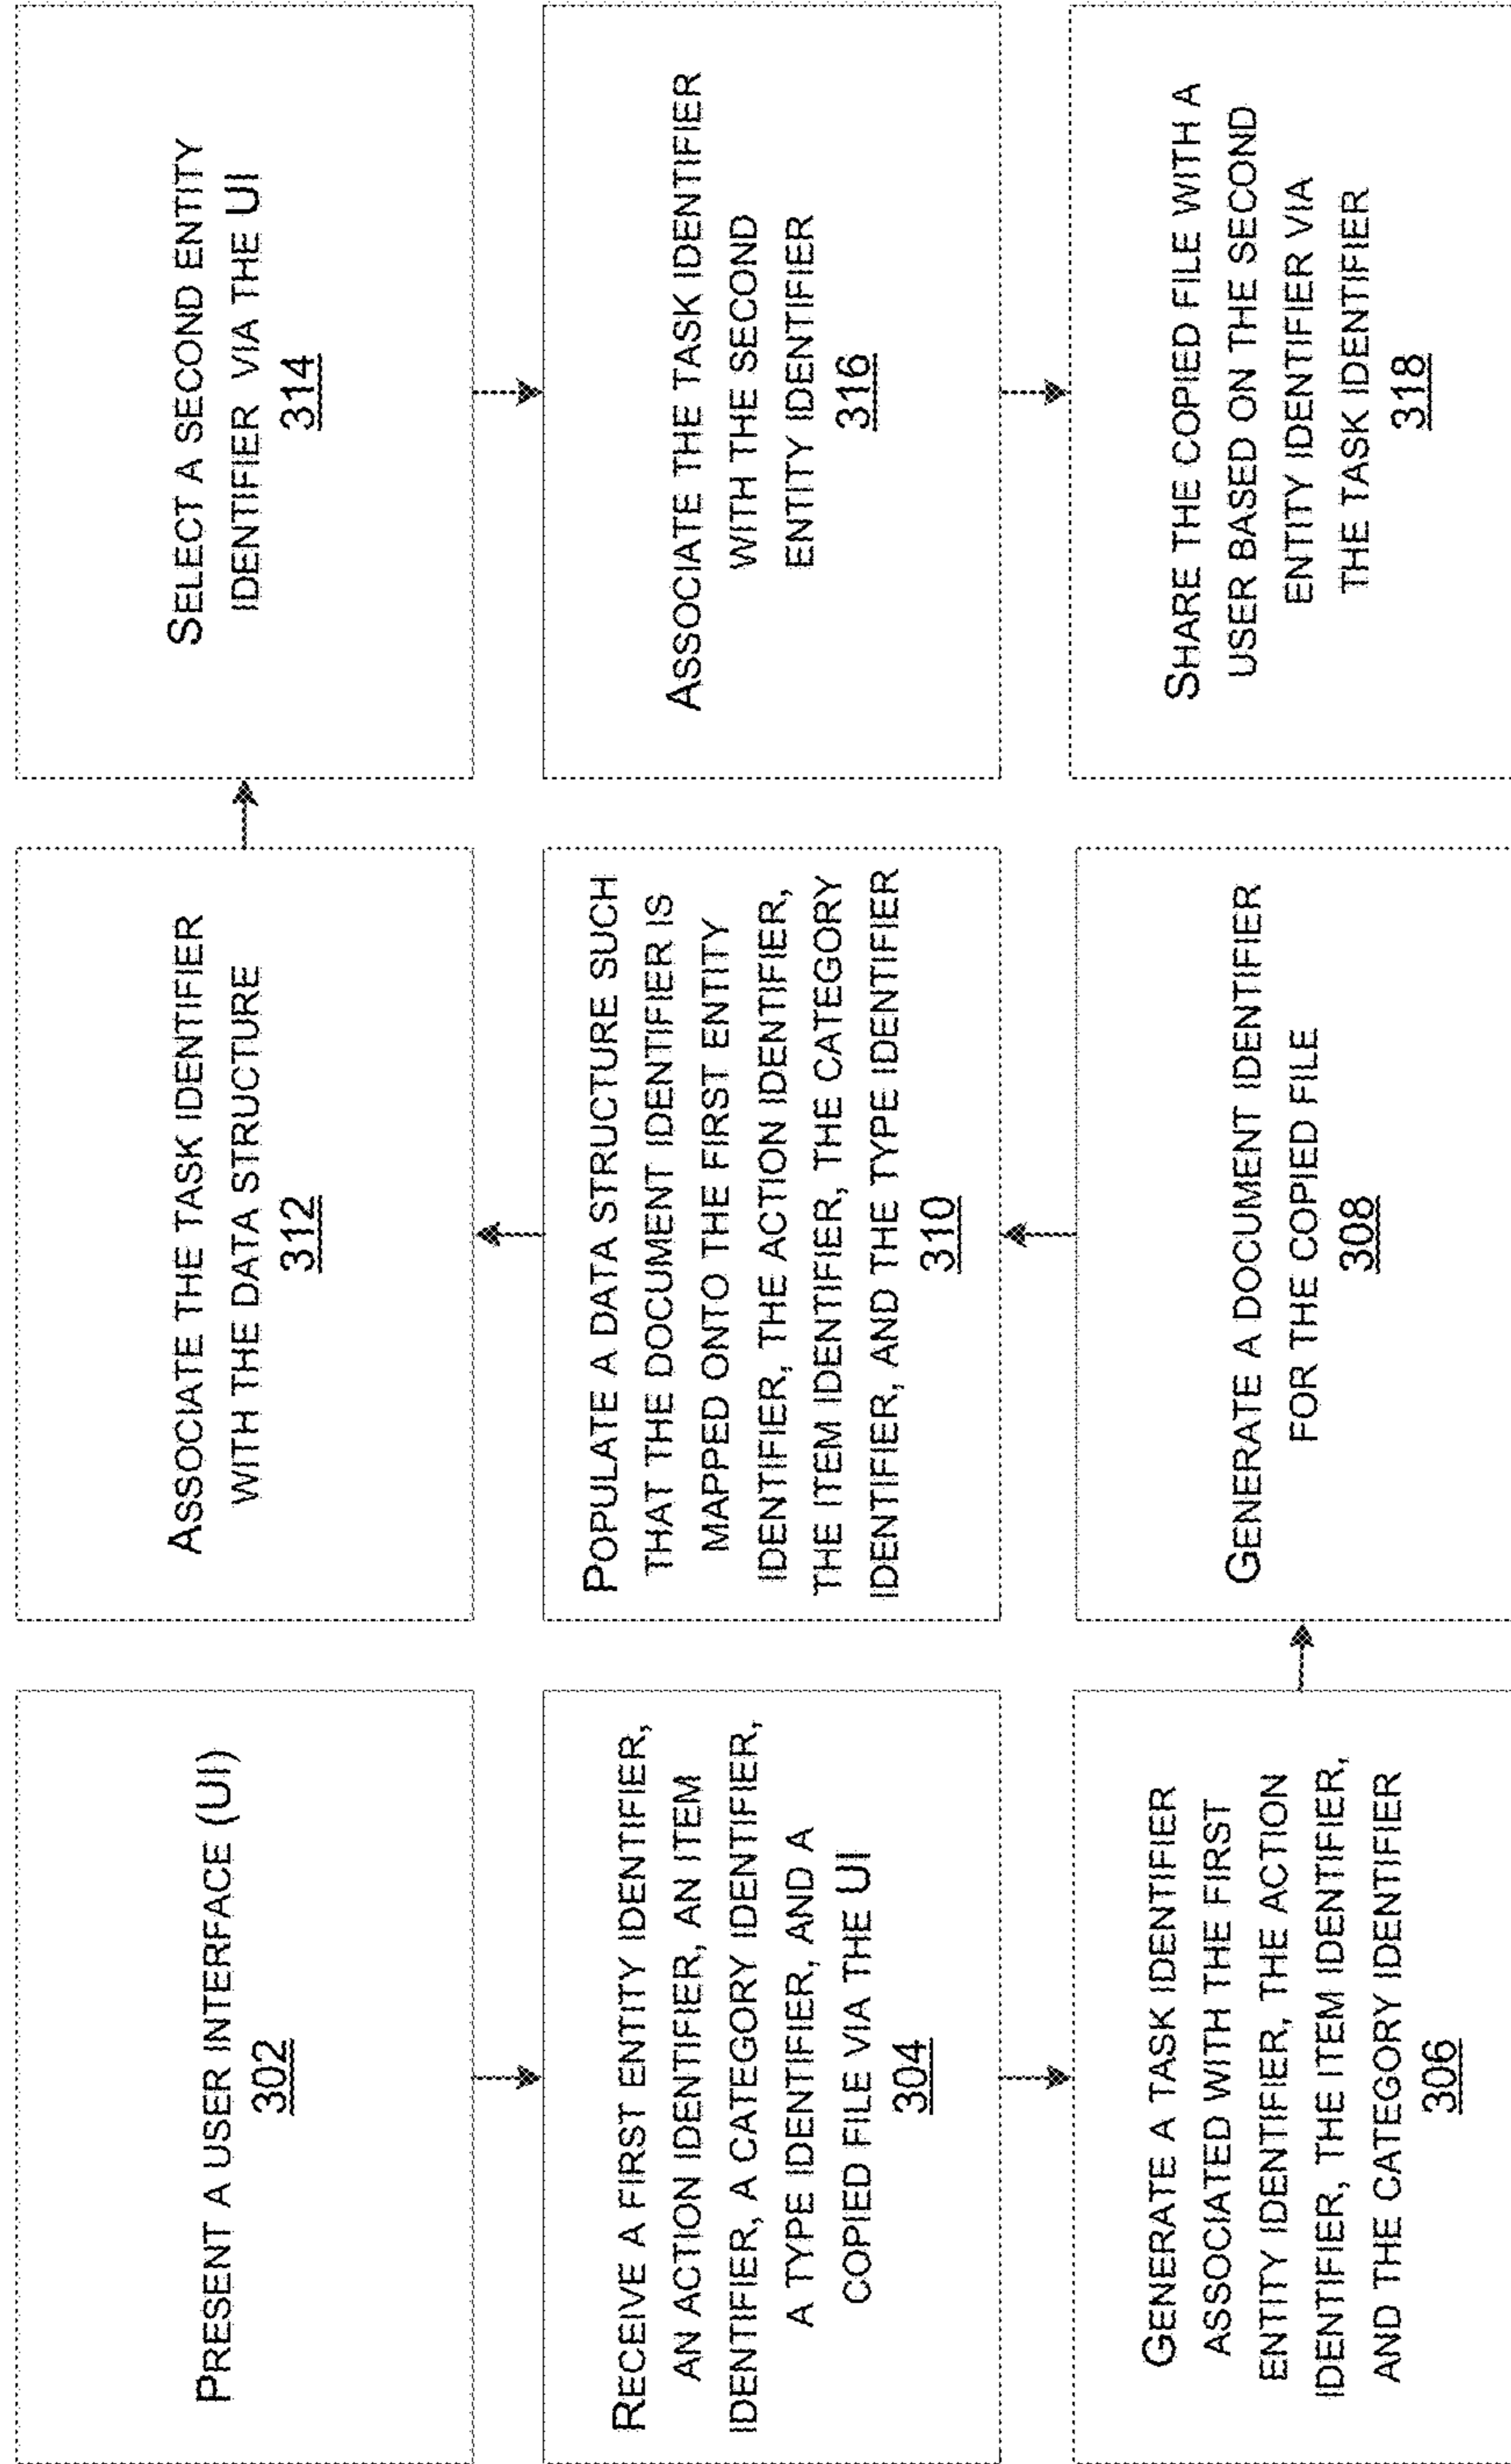 PRESENT A USER INTERFACE (UI)
302
RECEIVE A FIRST ENTITY IDENTIFIER,
AN ACTION IDENTIFIER, AN ITEM
IDENTIFIER, A CATEGORY IDENTIFIER,
A TYPE IDENTIFIER, AND A
COPIED FILE VIA THE UI
304
GENERATE A TASK IDENTIFIER
ASSOCIATED WITH THE FIRST
ENTITY IDENTIFIER, THE ACTION
IDENTIFIER, THE ITEM IDENTIFIER,
AND THE CATEGORY IDENTIFIER
306
GENERATE A DOCUMENT IDENTIFIER
FOR THE COPIED FILE
308
POPULATE A DATA STRUCTURE SUCH
THAT THE DOCUMENT IDENTIFIER IS
MAPPED ONTO THE FIRST ENTITY
IDENTIFIER, THE ACTION IDENTIFIER,
THE ITEM IDENTIFIER, THE CATEGORY
IDENTIFIER, AND THE TYPE IDENTIFIER
310
ASSOCIATE THE TASK IDENTIFIER
WITH THE DATA STRUCTURE
312
SELECT A SECOND ENTITY
IDENTIFIER VIA THE UI
314
ASSOCIATE THE TASK IDENTIFIER
WITH THE SECOND
ENTITY IDENTIFIER
316
SHARE THE COPIED FILE WITH A
USER BASED ON THE SECOND
ENTITY IDENTIFIER VIA
THE TASK IDENTIFIER
318